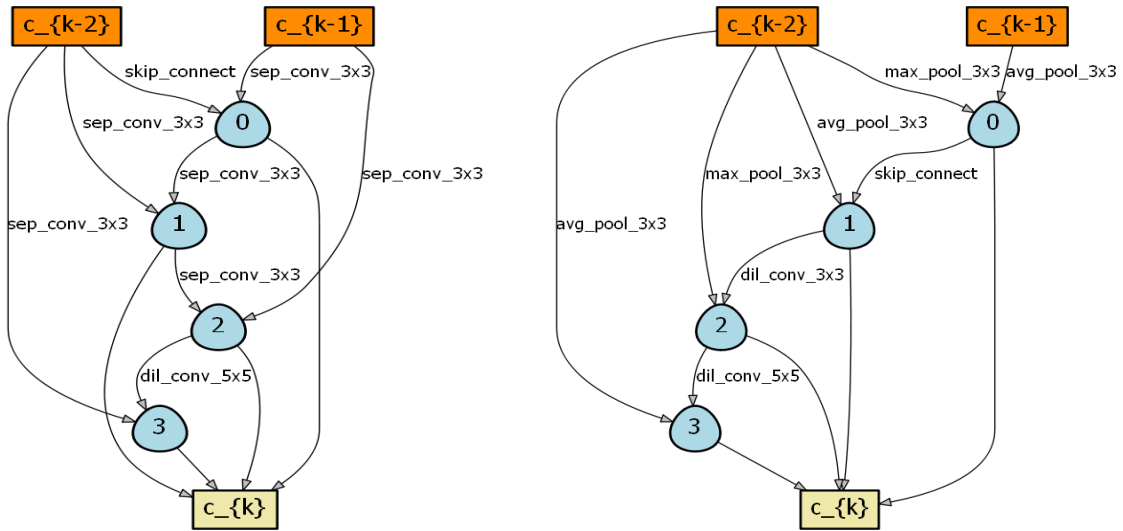 c_{k-2}
c_{k-1}
skip_connect
sep_conv_3x3
0
sep_conv_3x3
sep_conv_3x3
sep_conv_3x3
sep_conv_3x3
1
sep_conv_3x3
2
dil_conv_5x5
3
c_{k}
c_{k-2}
c_{k-1}
max_pool_3x3
avg_pool_3x3
0
avg_pool_3x3
max_pool_3x3
skip_connect
avg_pool_3x3
1
dil_conv_3x3
2
dil_conv_5x5
3
c_{k}